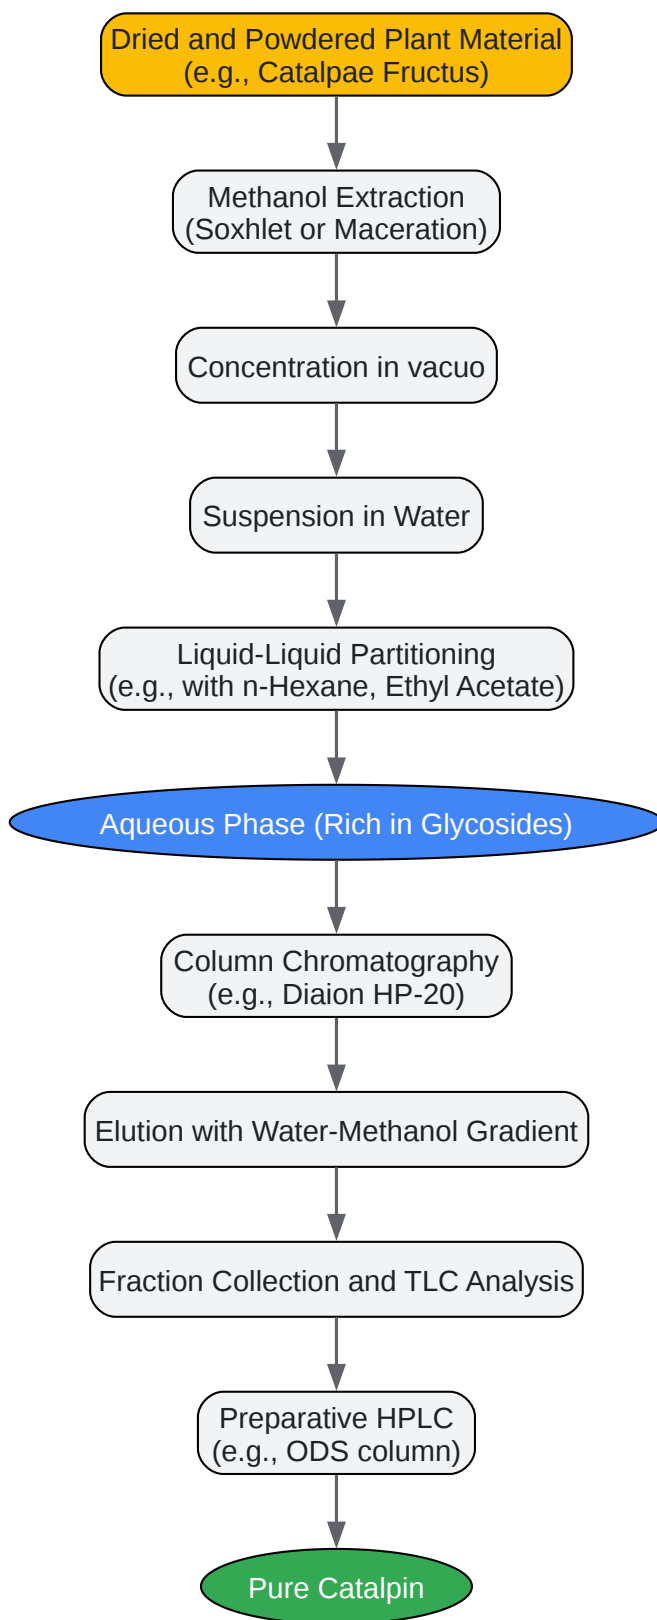 Dried and Powdered Plant Material
(e.g., Catalpae Fructus)
Methanol Extraction
(Soxhlet or Maceration)
Concentration in vacuo
Suspension in Water
Liquid-Liquid Partitioning
(e.g., with n-Hexane, Ethyl Acetate)
Aqueous Phase (Rich in Glycosides)
Column Chromatography
(e.g., Diaion HP-20)
Elution with Water-Methanol Gradient
Fraction Collection and TLC Analysis
Preparative HPLC
(e.g., ODS column)
Pure Catalpin